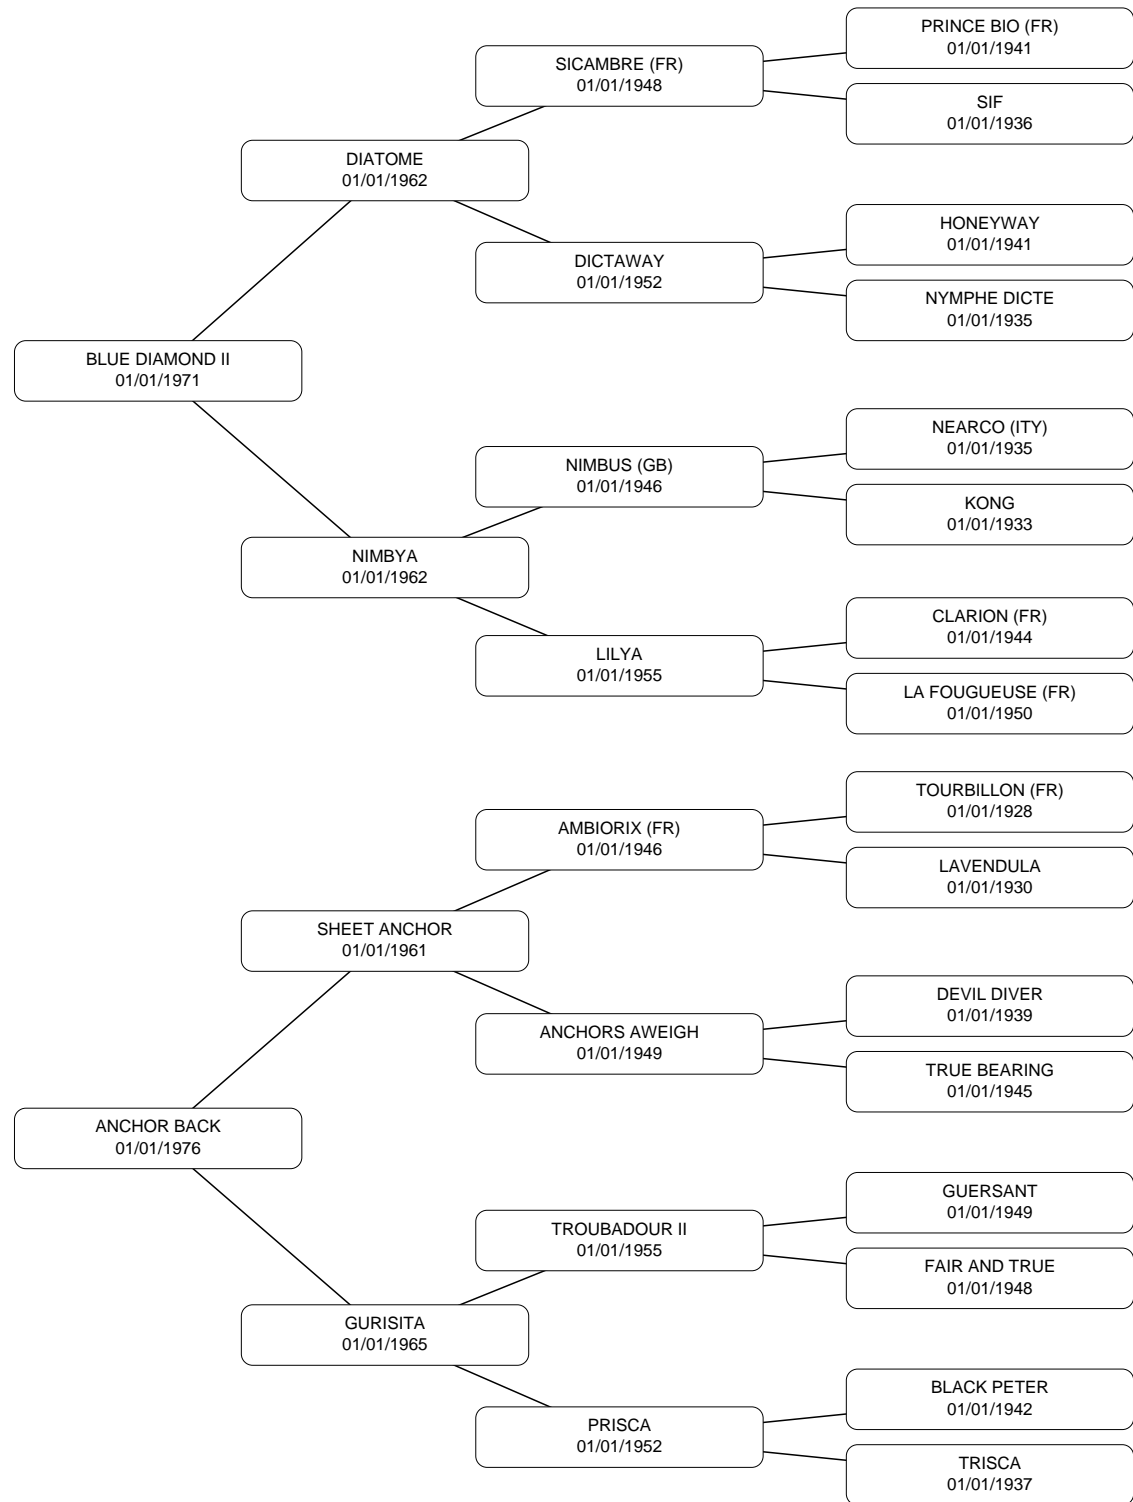 PRINCE BIO (FR)
01/01/1941
SICAMBRE (FR)
01/01/1948
SIF
01/01/1936
DIATOME
01/01/1962
HONEYWAY
01/01/1941
DICTAWAY
01/01/1952
NYMPHE DICTE
01/01/1935
BLUE DIAMOND II
01/01/1971
NEARCO (ITY)
01/01/1935
NIMBUS (GB)
01/01/1946
KONG
01/01/1933
NIMBYA
01/01/1962
CLARION (FR)
01/01/1944
LILYA
01/01/1955
LA FOUGUEUSE (FR)
01/01/1950
TOURBILLON (FR)
01/01/1928
AMBIORIX (FR)
01/01/1946
LAVENDULA
01/01/1930
SHEET ANCHOR
01/01/1961
DEVIL DIVER
01/01/1939
ANCHORS AWEIGH
01/01/1949
TRUE BEARING
01/01/1945
ANCHOR BACK
01/01/1976
GUERSANT
01/01/1949
TROUBADOUR II
01/01/1955
FAIR AND TRUE
01/01/1948
GURISITA
01/01/1965
BLACK PETER
01/01/1942
PRISCA
01/01/1952
TRISCA
01/01/1937